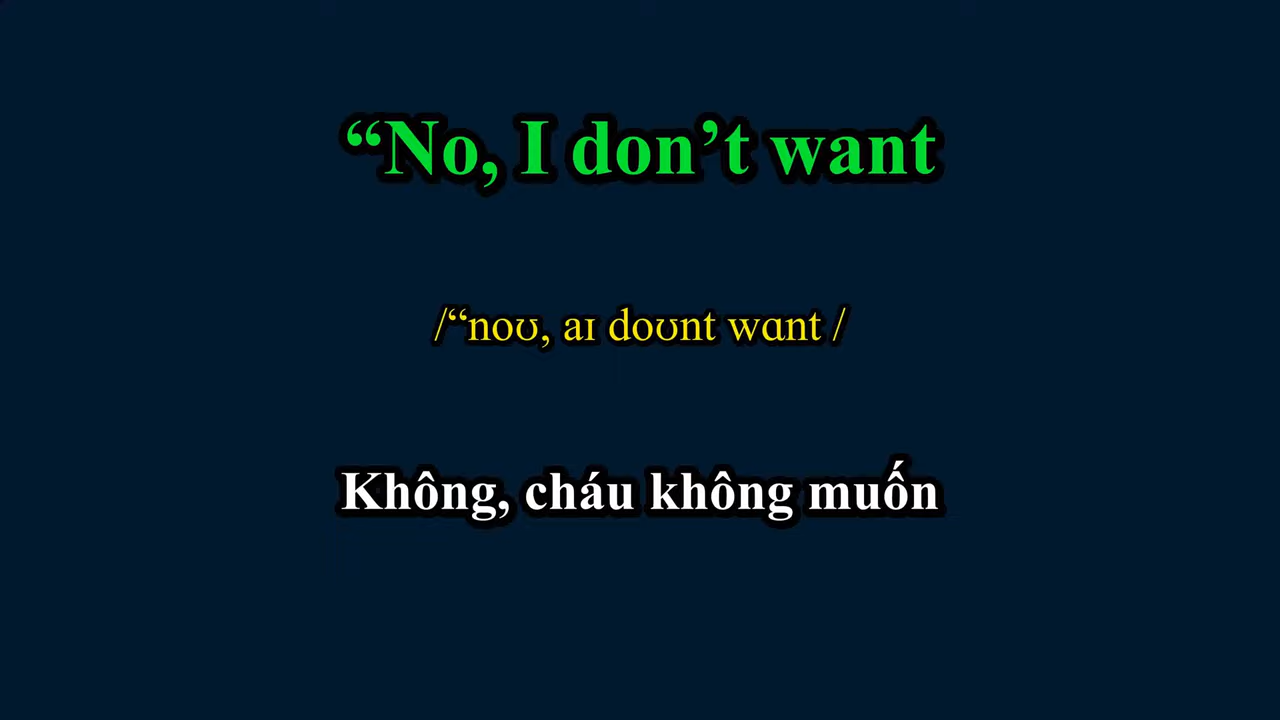 “No, I don’t want
/“noʊ, aɪ doʊnt wɑnt /
Không, cháu không muốn